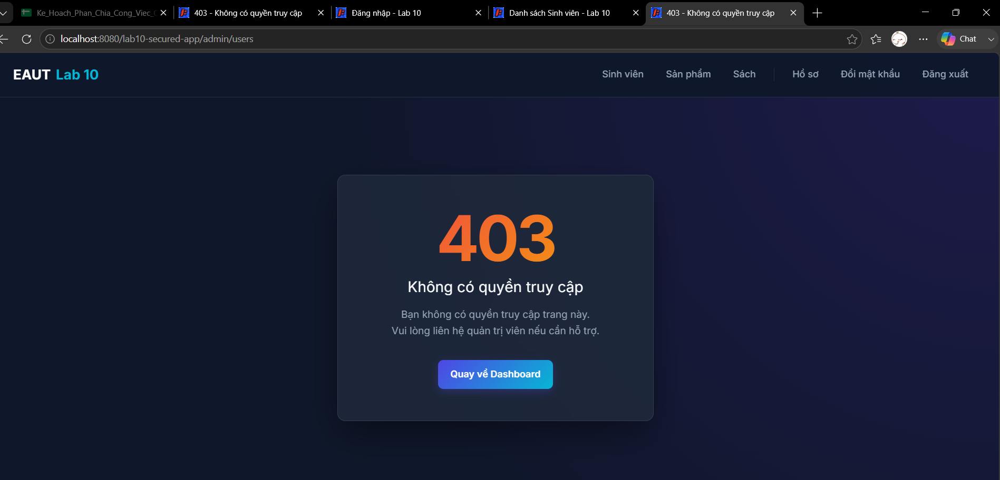 Ke_Hoach_Phan_Chia_Cong_Viec_
403 - Không có quyền truy cập
Đăng nhập - Lab 10
Danh sách Sinh viên - Lab 10
403 - Không có quyền truy cập
localhost:8080/lab10-secured-app/admin/users
Chat
EAUT Lab 10
Sinh viên
Sản phẩm
Sách
Hồ sơ
Đổi mật khẩu
Đăng xuất
403
Không có quyền truy cập
Bạn không có quyền truy cập trang này.
Vui lòng liên hệ quản trị viên nếu cần hỗ trợ.
Quay về Dashboard